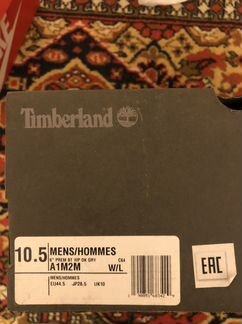 Timberland
10.5
MENS/HOMMES
6" PREM BT HP DK GRY C64
A1M2M W/L
MENS/HOMMES
EU44.5 JP28.5 UK10
EAC